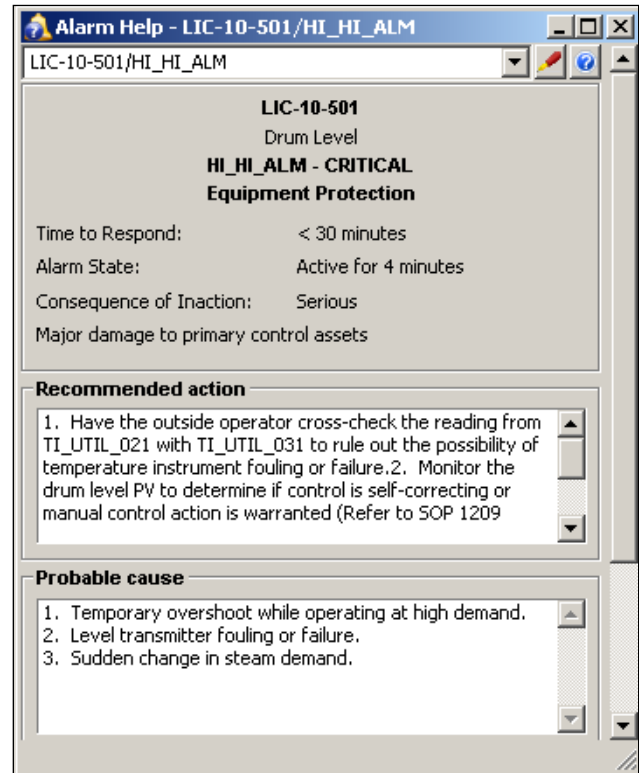 Alarm Help - LIC-10-501/HI_HI_ALM
LIC-10-501/HI_HI_ALM
LIC-10-501
Drum Level
HI_HI_ALM - CRITICAL
Equipment Protection
Time to Respond: < 30 minutes
Alarm State: Active for 4 minutes
Consequence of Inaction: Serious
Major damage to primary control assets
Recommended action
1. Have the outside operator cross-check the reading from
TI_UTIL_021 with TI_UTIL_031 to rule out the possibility of
temperature instrument fouling or failure.2. Monitor the
drum level PV to determine if control is self-correcting or
manual control action is warranted (Refer to SOP 1209
Probable cause
1. Temporary overshoot while operating at high demand.
2. Level transmitter fouling or failure.
3. Sudden change in steam demand.